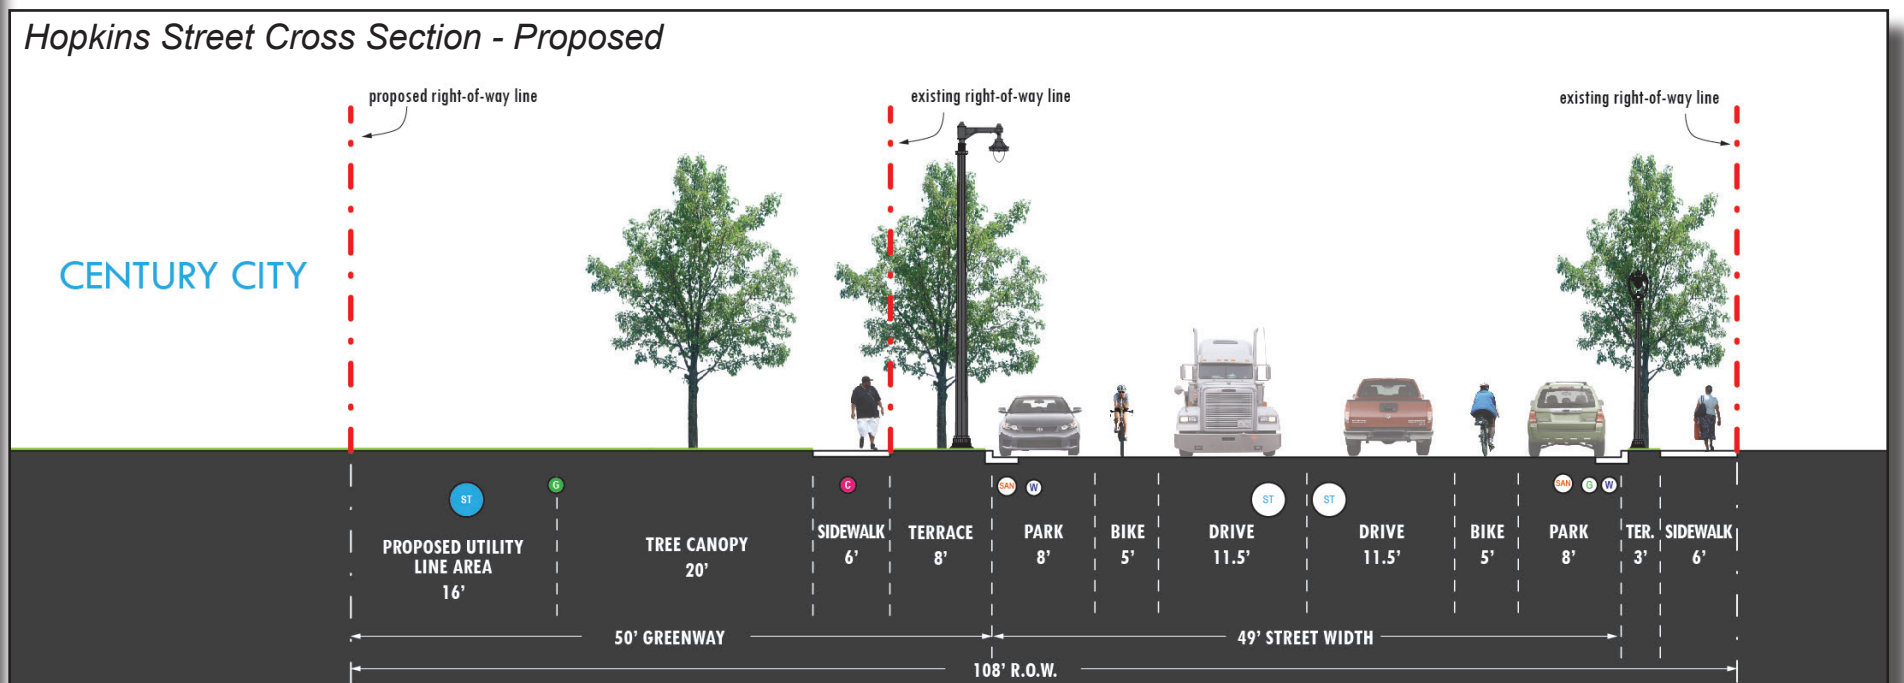 Hopkins Street Cross Section - Proposed
proposed right-of-way line
existing right-of-way line
existing right-of-way line
CENTURY CITY
ST
G
C
SAN
W
ST
ST
SAN
G
W
PROPOSED UTILITY
LINE AREA
16’
TREE CANOPY
20’
SIDEWALK
6’
TERRACE
8’
PARK
8’
BIKE
5’
DRIVE
11.5’
DRIVE
11.5’
BIKE
5’
PARK
8’
TER.
3’
SIDEWALK
6’
50’ GREENWAY
49’ STREET WIDTH
108’ R.O.W.